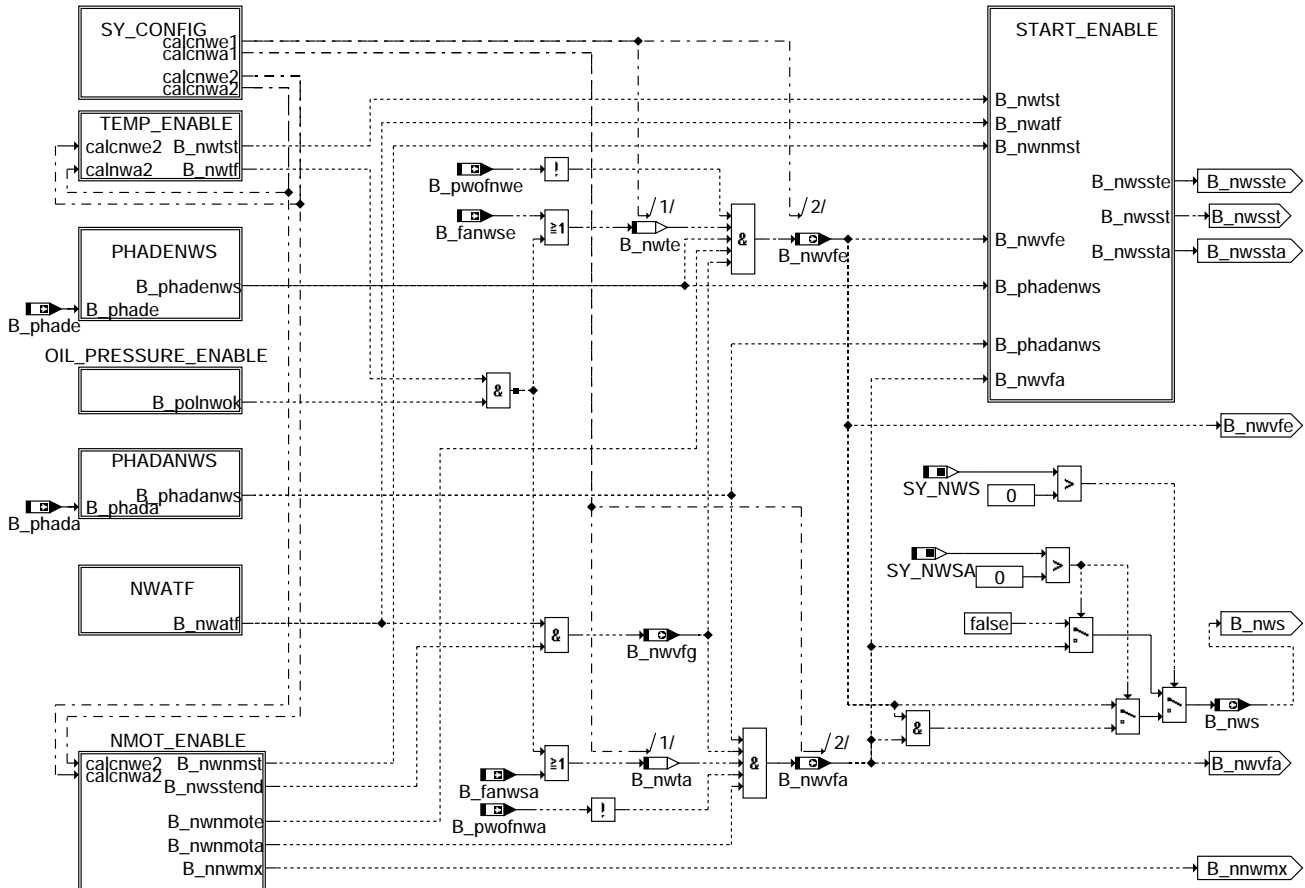 SY_CONFIG
calcnwe1
calcnwa1
calcnwe2
calcnwa2
TEMP_ENABLE
calcnwe2 B_nwtst
calnwa2 B_nwtf
PHADENWS
B_phadenws
B_phade
B_phade
OIL_PRESSURE_ENABLE
B_polnwok
PHADANWS
B_phadanws
B_phada
B_phada
NWATF
B_nwatf
NMOT_ENABLE
calcnwe2 B_nwnmst
calcnwa2
B_nwsstend
B_nwnmote
B_nwnmota
B_nnwmx
B_pwofnwe
!
B_fanwse
≥1
/1/
B_nwte
&
/2/
B_nwvfe
&
&
B_nwvfg
B_fanwsa
≥1
/1/
B_nwta
B_pwofnwa
!
&
/2/
B_nwvfa
START_ENABLE
B_nwtst
B_nwatf
B_nwnmst
B_nwsste
B_nwsst
B_nwvfe
B_nwssta
B_phadenws
B_phadanws
B_nwvfa
B_nwsste
B_nwsst
B_nwssta
B_nwvfe
SY_NWS
0
>
SY_NWSA
0
>
false
&
B_nws
B_nws
B_nwvfa
B_nnwmx